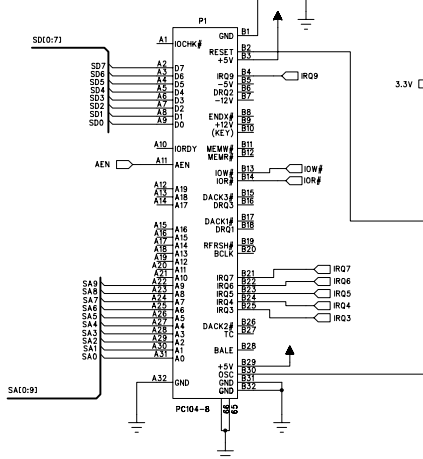 P1
SD[0:7]
A1 IOCHK#
SD7 A2 D7
SD6 A3 D6
SD5 A4 D5
SD4 A5 D4
SD3 A6 D3
SD2 A7 D2
SD1 A8 D1
SD0 A9 D0
A10 IORDY
AEN A11 AEN
A12 A19
A13 A18
A14 A17
A15 A16
A16 A15
A17 A14
A18 A13
A19 A12
A20 A11
A21 A10
SA9 A22 A9
SA8 A23 A8
SA7 A24 A7
SA6 A25 A6
SA5 A26 A5
SA4 A27 A4
SA3 A28 A3
SA2 A29 A2
SA1 A30 A1
SA0 A31 A0
A32 GND
SA[0:9]
GND B1
RESET B2
+5V B3
IRQ9 B4 IRQ9
-5V B5
DRQ2 B6
-12V B7
ENDX# B8
+12V B9
(KEY) B10
MEMW# B11
MEMR# B12
IOW# B13 IOW#
IOR# B14 IOR#
DACK3# B15
DRQ3 B16
DACK1# B17
DRQ1 B18
RFRSH# B19
BCLK B20
IRQ7 B21 IRQ7
IRQ6 B22 IRQ6
IRQ5 B23 IRQ5
IRQ4 B24 IRQ4
IRQ3 B25 IRQ3
DACK2# B26
TC B27
BALE B28
+5V B29
OSC B30
GND B31
GND B32
PC104-8
66
65
3.3V